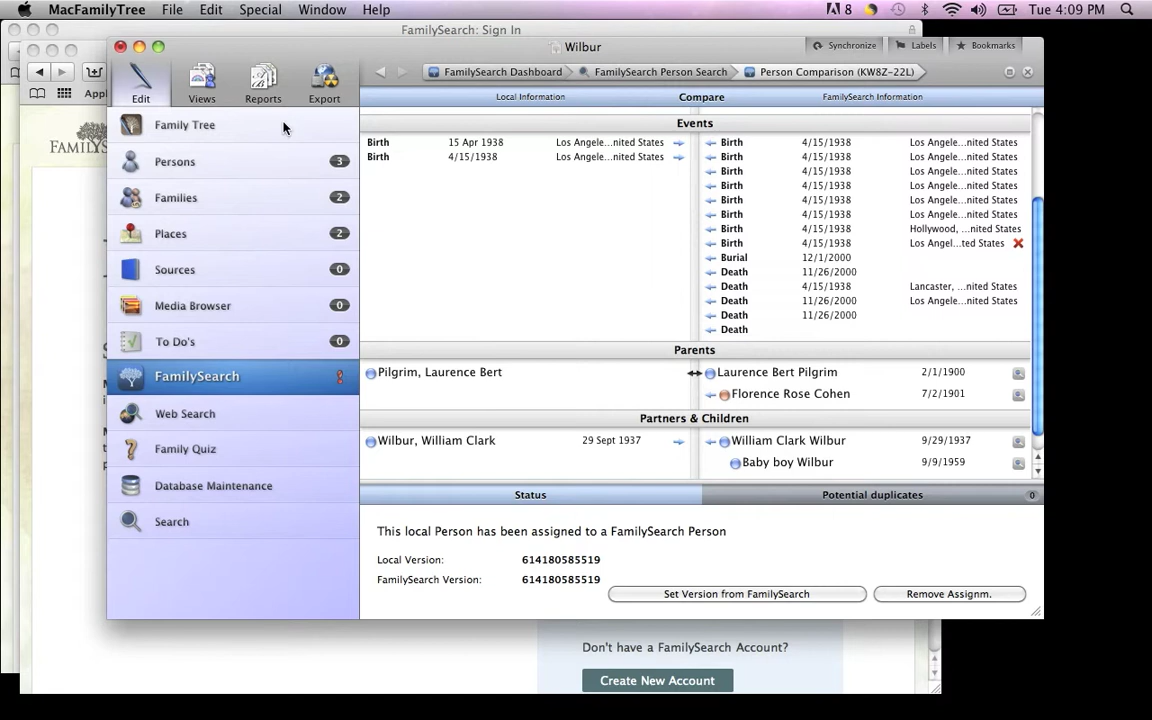 MacFamilyTree File Edit Special Window Help 8 Tue 4:09 PM
FamilySearch: Sign In
Wilbur
Synchronize Labels Bookmarks
Edit Views Reports Export
FamilySearch Dashboard FamilySearch Person Search Person Comparison (KW8Z-22L)
Local Information Compare FamilySearch Information
Appl
FAMILYS
Family Tree
Persons 3
Families 2
Places 2
Sources 0
Media Browser 0
To Do's 0
FamilySearch
Web Search
Family Quiz
Database Maintenance
Search
Events
Birth 15 Apr 1938 Los Angele...nited States Birth 4/15/1938 Los Angele...nited States
Birth 4/15/1938 Los Angele...nited States Birth 4/15/1938 Los Angele...nited States
Birth 4/15/1938 Los Angele...nited States
Birth 4/15/1938 Los Angele...nited States
Birth 4/15/1938 Los Angele...nited States
Birth 4/15/1938 Los Angele...nited States
Birth 4/15/1938 Hollywood, ...nited States
Birth 4/15/1938 Los Angel...ted States
Burial 12/1/2000
Death 11/26/2000
Death 4/15/1938 Lancaster, ...nited States
Death 11/26/2000 Los Angele...nited States
Death 11/26/2000
Death
Parents
Pilgrim, Laurence Bert Laurence Bert Pilgrim 2/1/1900
Florence Rose Cohen 7/2/1901
Partners & Children
Wilbur, William Clark 29 Sept 1937 William Clark Wilbur 9/29/1937
Baby boy Wilbur 9/9/1959
Status Potential duplicates 0
This local Person has been assigned to a FamilySearch Person
Local Version: 614180585519
FamilySearch Version: 614180585519
Set Version from FamilySearch Remove Assignm.
Don't have a FamilySearch Account?
Create New Account